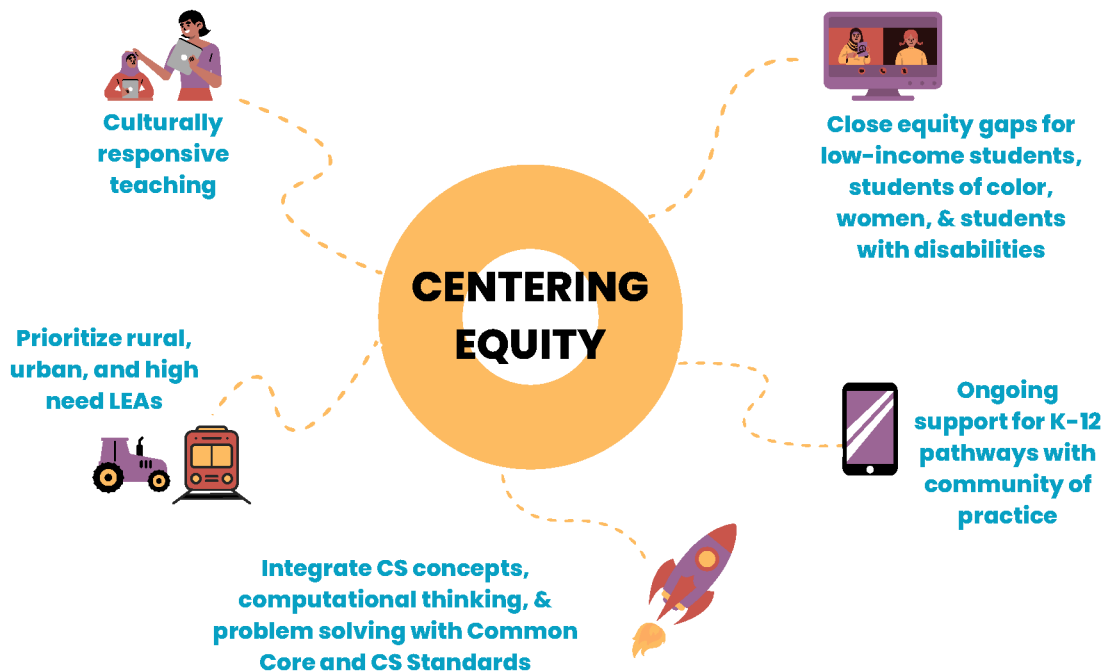 Culturally
responsive
teaching
Close equity gaps for
low-income students,
students of color,
women, & students
with disabilities
CENTERING
EQUITY
Prioritize rural,
urban, and high
need LEAs
Ongoing
support for K-12
pathways with
community of
practice
Integrate CS concepts,
computational thinking, &
problem solving with Common
Core and CS Standards